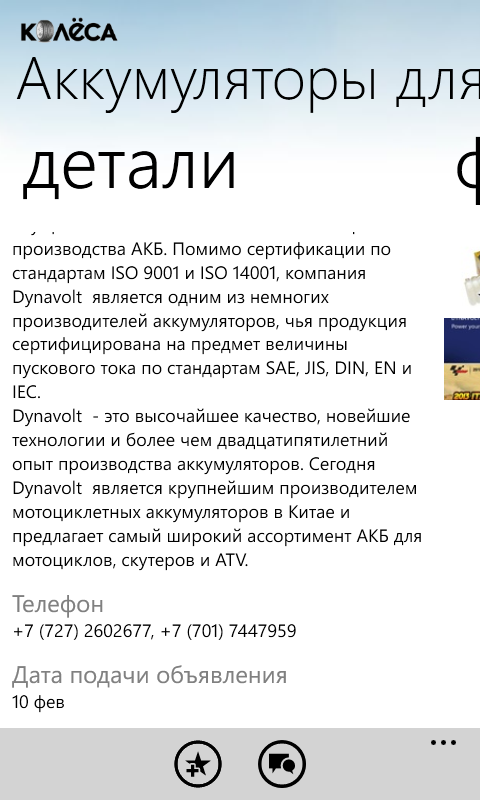 КОЛЁСА
Аккумуляторы для
детали
производства АКБ. Помимо сертификации по
стандартам ISO 9001 и ISO 14001, компания
Dynavolt является одним из немногих
производителей аккумуляторов, чья продукция
сертифицирована на предмет величины
пускового тока по стандартам SAE, JIS, DIN, EN и
IEC.
Dynavolt - это высочайшее качество, новейшие
технологии и более чем двадцатипятилетний
опыт производства аккумуляторов. Сегодня
Dynavolt является крупнейшим производителем
мотоциклетных аккумуляторов в Китае и
предлагает самый широкий ассортимент АКБ для
мотоциклов, скутеров и ATV.
Power your
Телефон
+7 (727) 2602677, +7 (701) 7447959
Дата подачи объявления
10 фев